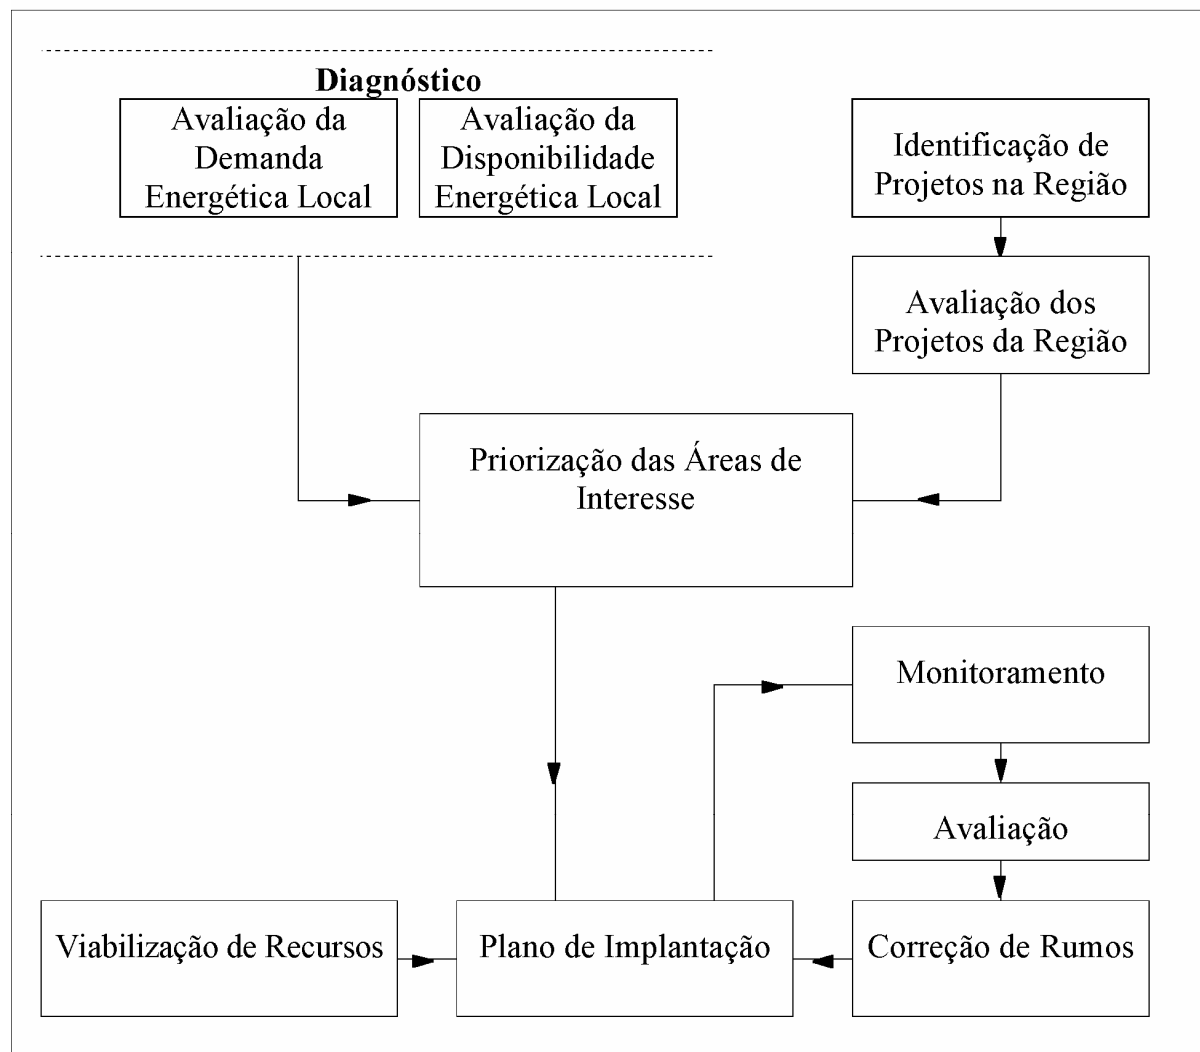 Diagnóstico
Avaliação da
Demanda
Energética Local
Avaliação da
Disponibilidade
Energética Local
Identificação de
Projetos na Região
Avaliação dos
Projetos da Região
Priorização das Áreas de
Interesse
Monitoramento
Avaliação
Viabilização de Recursos
Plano de Implantação
Correção de Rumos